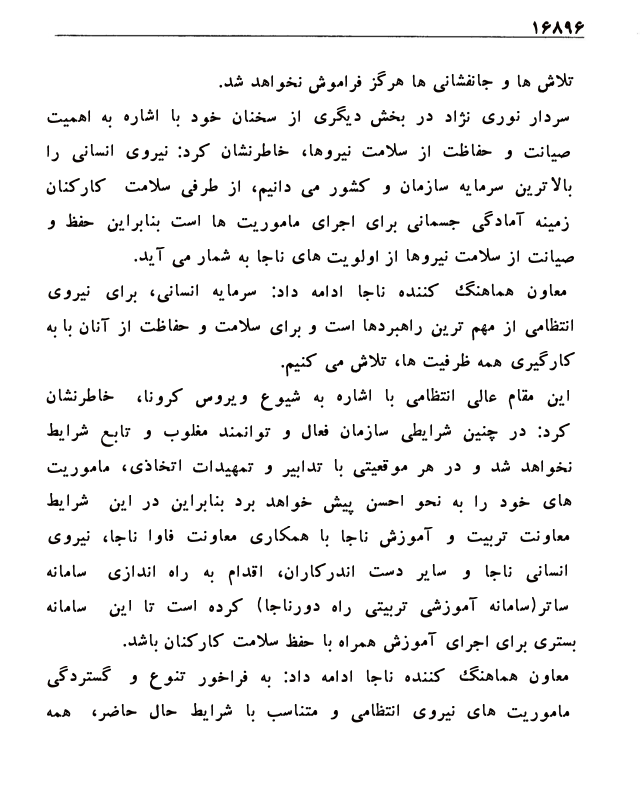 ۱۶۸۹۶
تلاش ها و جانفشانی ها هرگز فراموش نخواهد شد.
سردار نوری نژاد در بخش دیگری از سخنان خود با اشاره به اهمیت
صیانت و حفاظت از سلامت نیروها، خاطرنشان کرد: نیروی انسانی را
بالاترین سرمایه سازمان و کشور می دانیم، از طرفی سلامت کارکنان
زمینه آمادگی جسمانی برای اجرای ماموریت ها است بنابراین حفظ و
صیانت از سلامت نیروها از اولویت های ناجا به شمار می آید.
معاون هماهنگ کننده ناجا ادامه داد: سرمایه انسانی، برای نیروی
انتظامی از مهم ترین راهبردها است و برای سلامت و حفاظت از آنان با به
کارگیری همه ظرفیت ها، تلاش می کنیم.
این مقام عالی انتظامی با اشاره به شیوع ویروس کرونا، خاطرنشان
کرد: در چنین شرایطی سازمان فعال و توانمند مغلوب و تابع شرایط
نخواهد شد و در هر موقعیتی با تدابیر و تمهیدات اتخاذی، ماموریت
های خود را به نحو احسن پیش خواهد برد بنابراین در این شرایط
معاونت تربیت و آموزش ناجا با همکاری معاونت فاوا ناجا، نیروی
انسانی ناجا و سایر دست اندرکاران، اقدام به راه اندازی سامانه
ساتر(سامانه آموزشی تربیتی راه دورناجا) کرده است تا این سامانه
بستری برای اجرای آموزش همراه با حفظ سلامت کارکنان باشد.
معاون هماهنگ کننده ناجا ادامه داد: به فراخور تنوع و گستردگی
ماموریت های نیروی انتظامی و متناسب با شرایط حال حاضر، همه